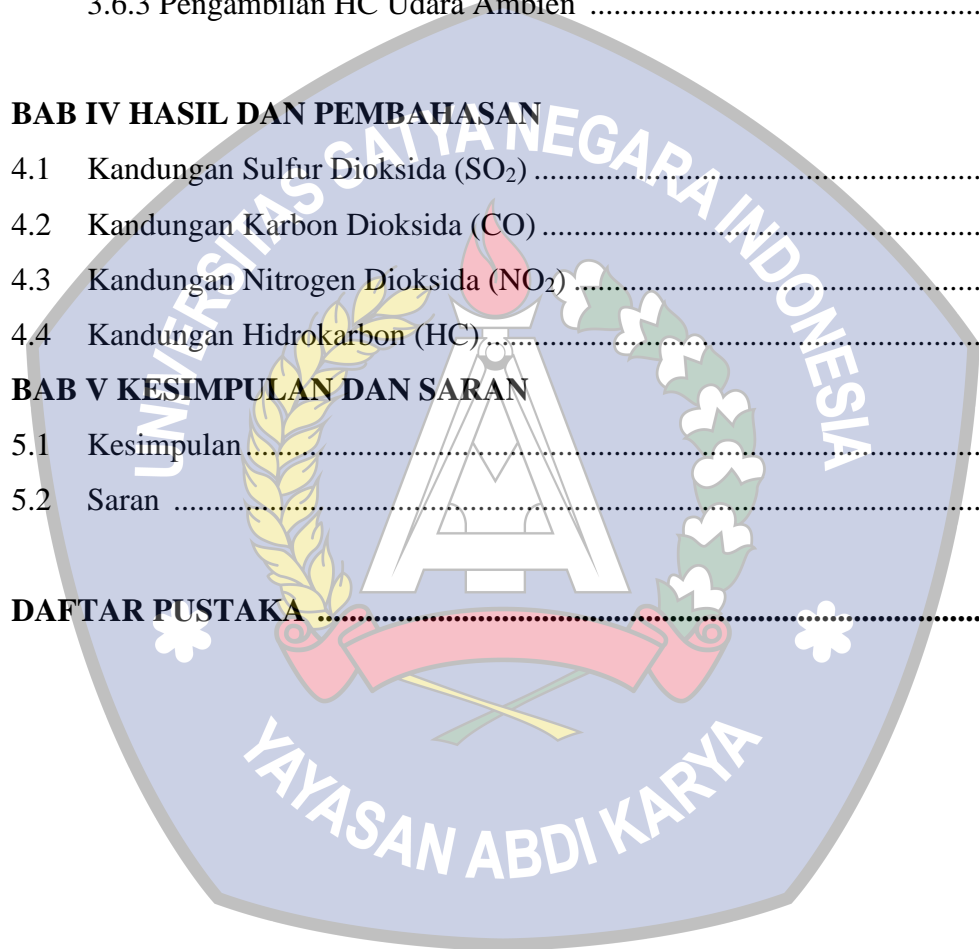 3.6.3 Pengambilan HC Udara Ambien ................................................
BAB IV HASIL DAN PEMBAHASAN
4.1 Kandungan Sulfur Dioksida (SO₂) ................................................
4.2 Kandungan Karbon Dioksida (CO) ................................................
4.3 Kandungan Nitrogen Dioksida (NO₂) ................................................
4.4 Kandungan Hidrokarbon (HC) ................................................
BAB V KESIMPULAN DAN SARAN
5.1 Kesimpulan ................................................
5.2 Saran ................................................
DAFTAR PUSTAKA ................................................
UNIVERSITAS SATYA NEGARA INDONESIA
YAYASAN ABDI KARYA